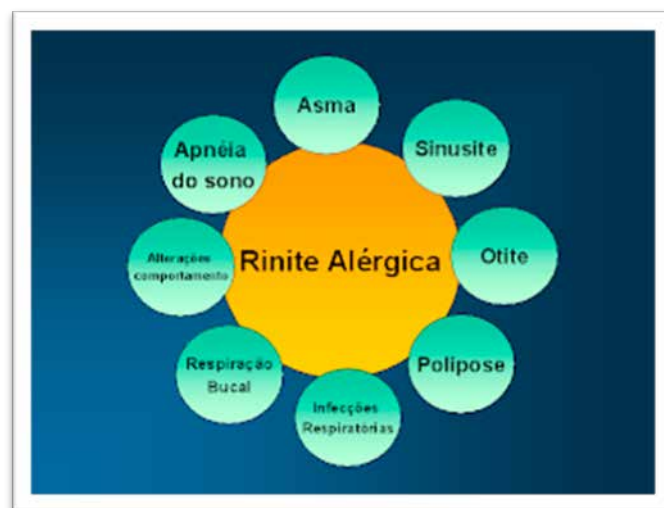 Asma
Sinusite
Apnéia
do sono
Rinite Alérgica
Otite
Alterações
comportamento
Polipose
Respiração
Bucal
Infecções
Respiratórias